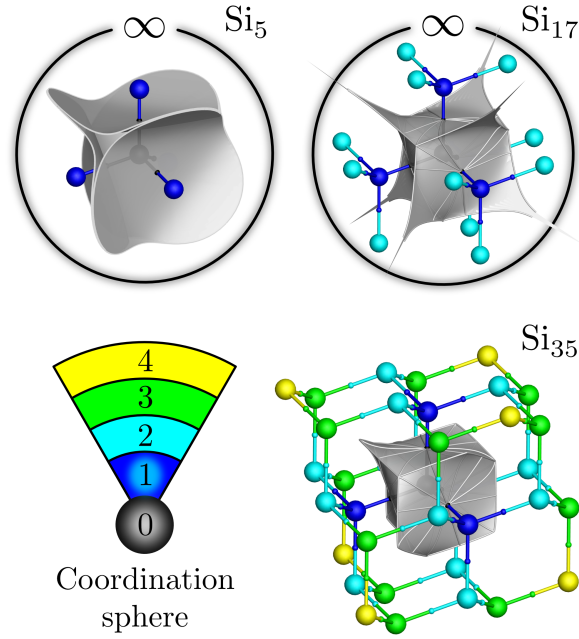 ∞ Si₅
∞ Si₁₇
4
3
2
1
0
Coordination
sphere
Si₃₅